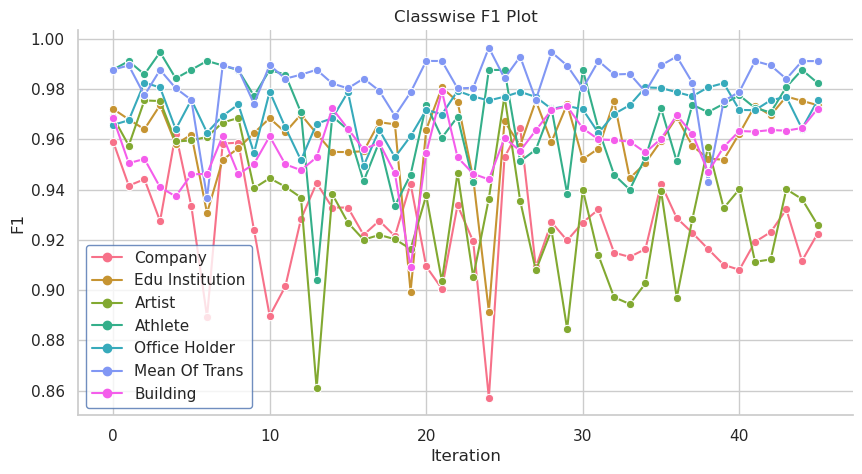 Classwise F1 Plot
1.00
0.98
0.96
0.94
0.92
0.90
0.88
0.86
F1
Company
Edu Institution
Artist
Athlete
Office Holder
Mean Of Trans
Building
0 10 20 30 40
Iteration